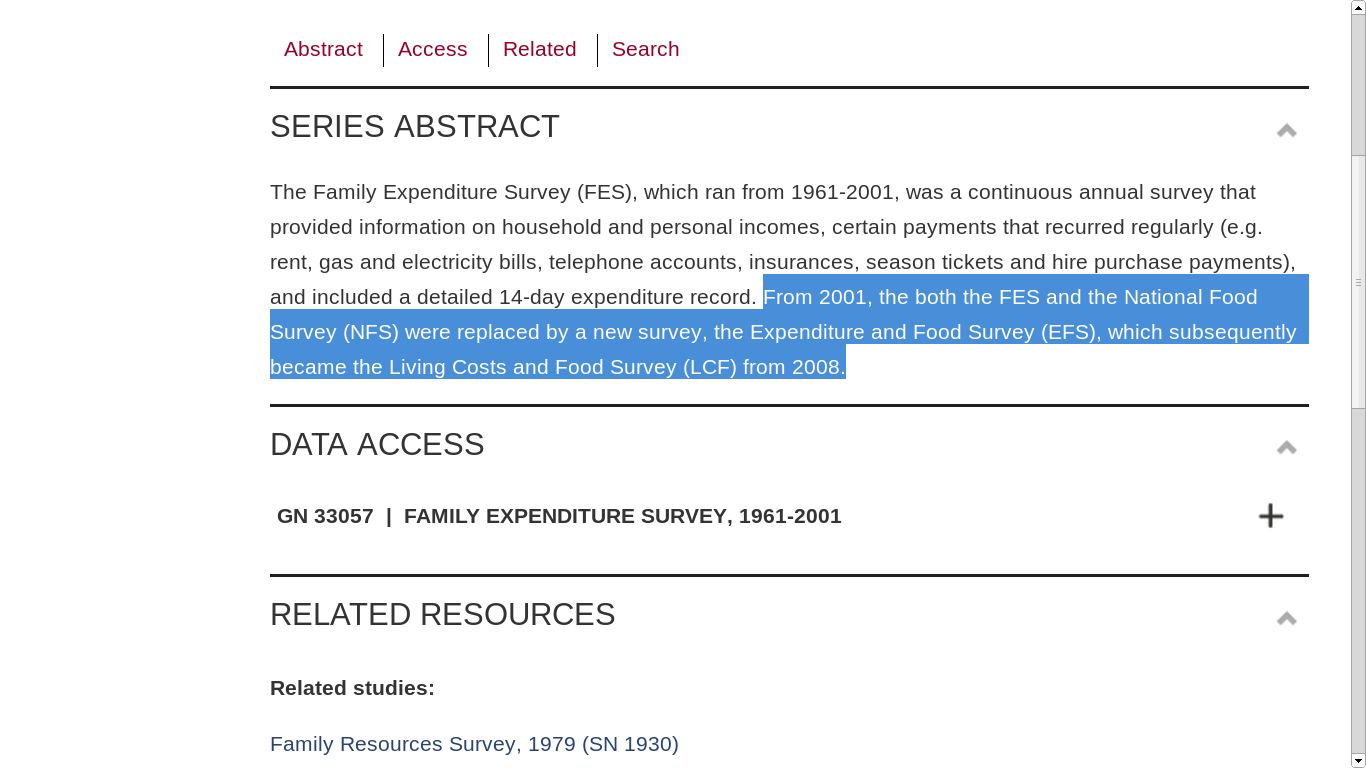 Abstract Access Related Search
SERIES ABSTRACT
The Family Expenditure Survey (FES), which ran from 1961-2001, was a continuous annual survey that
provided information on household and personal incomes, certain payments that recurred regularly (e.g.
rent, gas and electricity bills, telephone accounts, insurances, season tickets and hire purchase payments),
and included a detailed 14-day expenditure record. From 2001, the both the FES and the National Food
Survey (NFS) were replaced by a new survey, the Expenditure and Food Survey (EFS), which subsequently
became the Living Costs and Food Survey (LCF) from 2008.
DATA ACCESS
GN 33057 | FAMILY EXPENDITURE SURVEY, 1961-2001
RELATED RESOURCES
Related studies:
Family Resources Survey, 1979 (SN 1930)